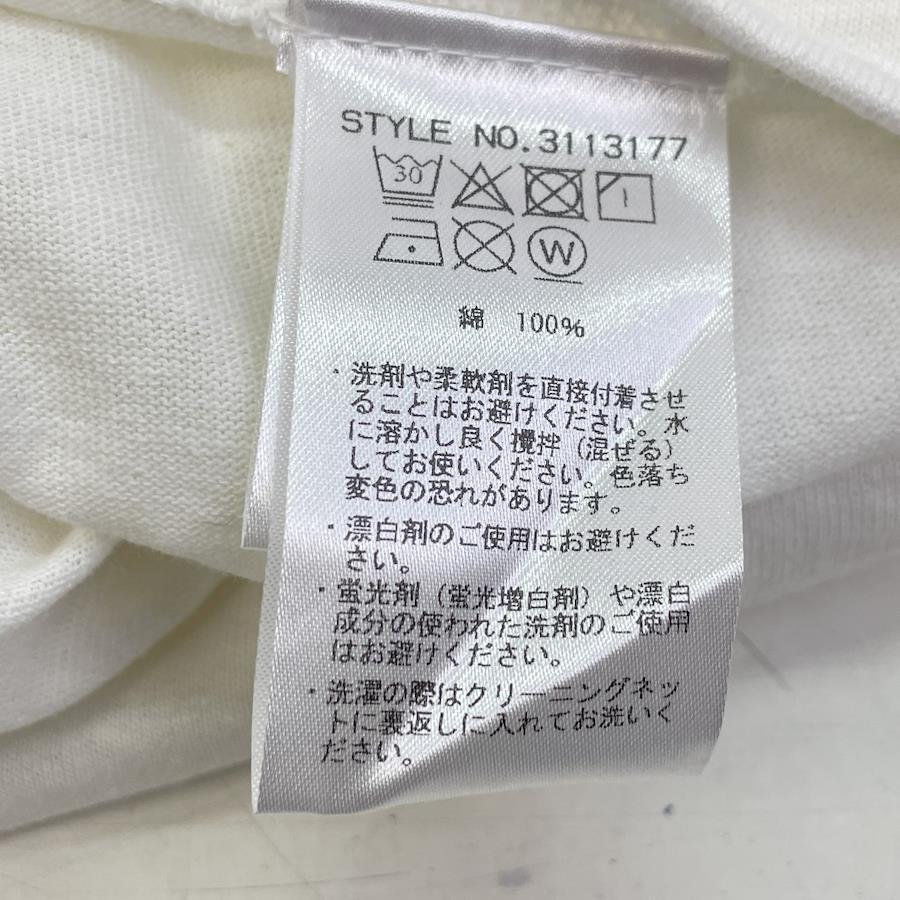 STYLE NO.3113177
30
W
綿 100%
・洗剤や柔軟剤を直接付着させ
ることはお避けください。水
に溶かし良く攪拌（混ぜる）
してお使いください。色落ち
変色の恐れがあります。
・漂白剤のご使用はお避けくだ
さい。
・蛍光剤（蛍光増白剤）や漂白
成分の使われた洗剤のご使用
はお避けください。
・洗濯の際はクリーニングネッ
トに裏返しに入れてお洗いく
ださい。